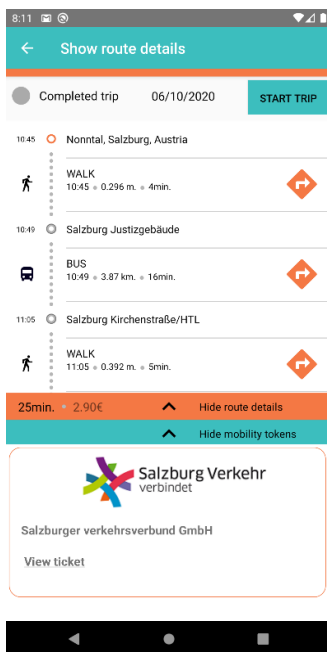 8:11
Show route details
Completed trip 06/10/2020 START TRIP
10:45 Nonntal, Salzburg, Austria
WALK
10:45 0.296 m. 4min.
10:49 Salzburg Justizgebäude
BUS
10:49 3.87 km. 16min.
11:05 Salzburg Kirchenstraße/HTL
WALK
11:05 0.392 m. 5min.
25min. 2.90€ Hide route details
Hide mobility tokens
Salzburg Verkehr
verbindet
Salzburger verkehrsverbund GmbH
View ticket